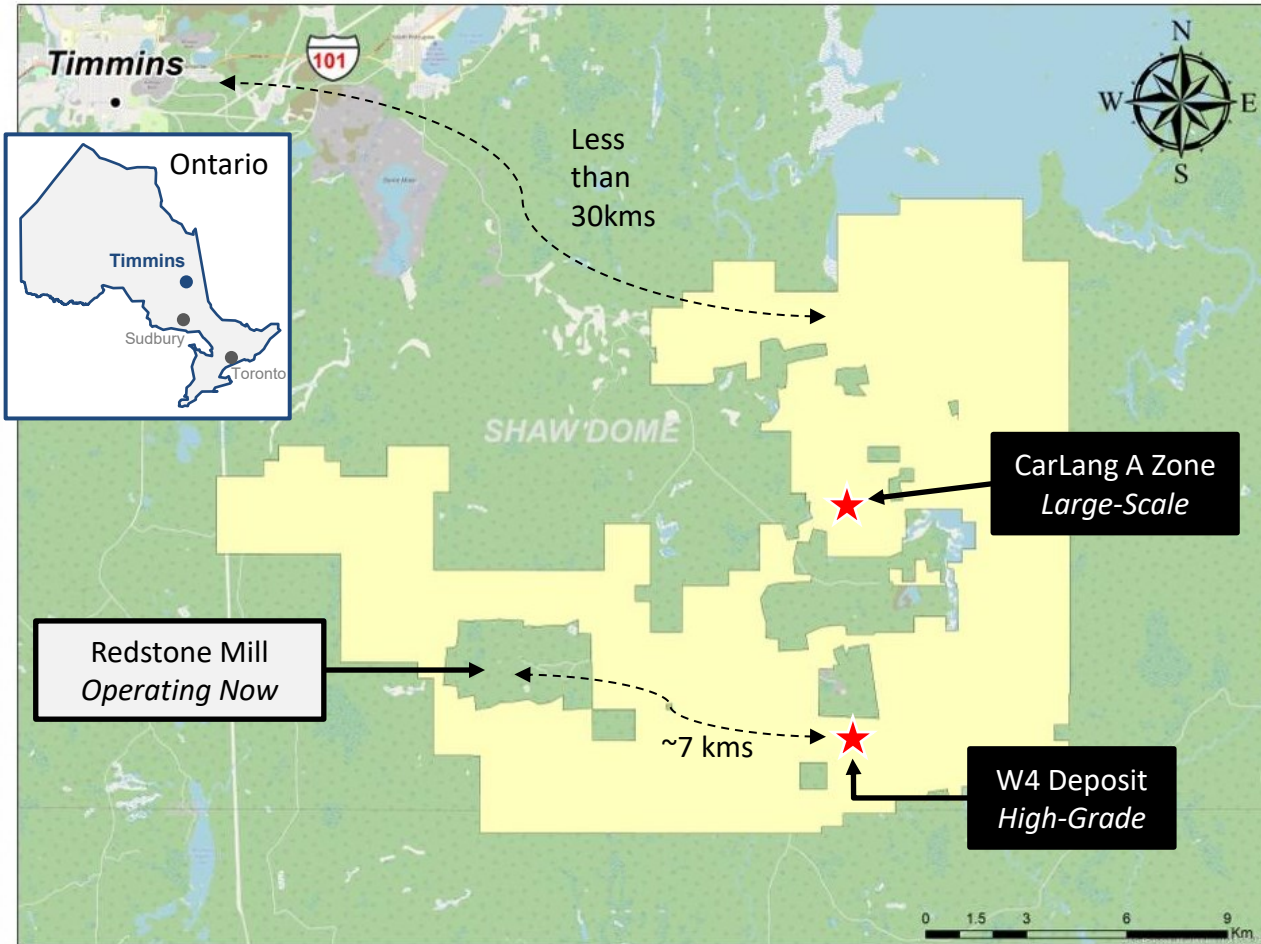 Timmins
101
N
W
E
S
Less
than
30kms
Ontario
Timmins
Sudbury
Toronto
SHAW DOME
CarLang A Zone
Large-Scale
Redstone Mill
Operating Now
~7 kms
W4 Deposit
High-Grade
0 1.5 3 6 9
Km